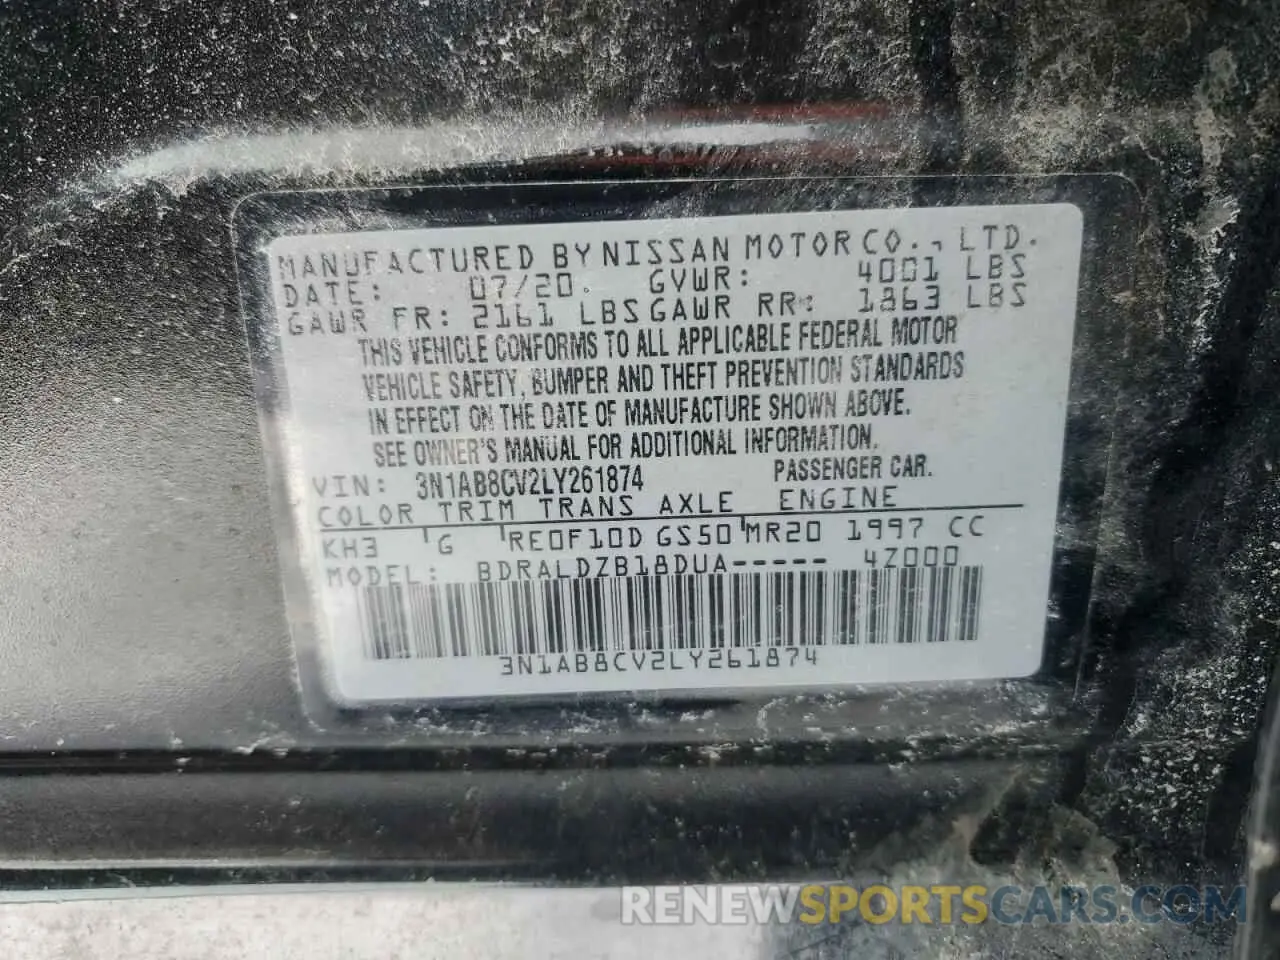 MANUFACTURED BY NISSAN MOTOR CO., LTD.
DATE: 07/20. GVWR: 4001 LBS
GAWR FR: 2161 LBS GAWR RR: 1863 LBS
THIS VEHICLE CONFORMS TO ALL APPLICABLE FEDERAL MOTOR
VEHICLE SAFETY, BUMPER AND THEFT PREVENTION STANDARDS
IN EFFECT ON THE DATE OF MANUFACTURE SHOWN ABOVE.
SEE OWNER'S MANUAL FOR ADDITIONAL INFORMATION.
VIN: 3N1AB8CV2LY261874 PASSENGER CAR.
COLOR TRIM TRANS AXLE ENGINE
KH3 'G 'RE0F10D GS50'MR20 1997 CC
MODEL: BDRALDZB18DUA----- 4Z000
3N1AB8CV2LY261874
RENEWSPORTSCARS.COM